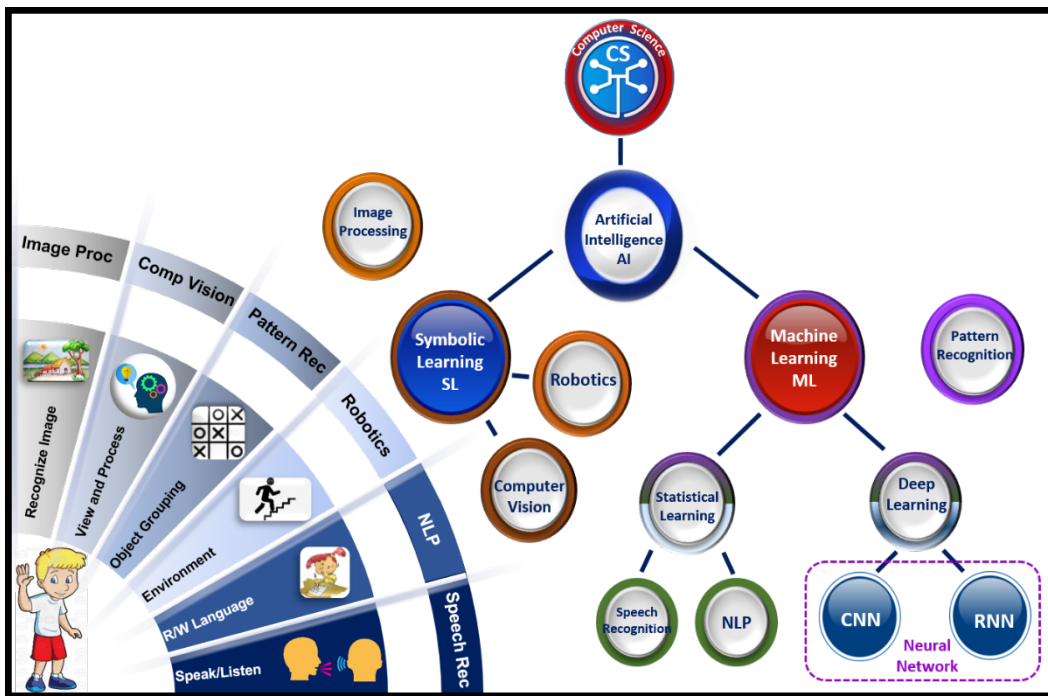 Computer Science
CS
Artificial
Intelligence
AI
Image
Processing
Symbolic
Learning
SL
Machine
Learning
ML
Pattern
Recognition
Robotics
Computer
Vision
Statistical
Learning
Deep
Learning
Speech
Recognition
NLP
CNN
RNN
Neural
Network
Image Proc
Comp Vision
Pattern Rec
Robotics
NLP
Speech Rec
Recognize Image
View and Process
Object Grouping
Environment
R/W Language
Speak/Listen
O X
X O X
X O